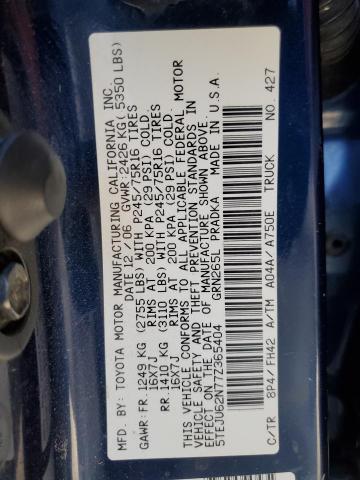 MFD. BY: TOYOTA MOTOR MANUFACTURING CALIFORNIA INC.
DATE 12/06 GVWR 2426 KG( 5350 LBS)
GAWR: FR. 1249 KG (2755 LBS) WITH P245/75R16 TIRES
16X7J RIMS AT 200 KPA (29 PSI) COLD.
RR. 1410 KG (3110 LBS) WITH P245/75R16 TIRES
16X7J RIMS AT 200 KPA (29 PSI) COLD.
THIS VEHICLE CONFORMS TO ALL APPLICABLE FEDERAL MOTOR
VEHICLE SAFETY AND THEFT PREVENTION STANDARDS IN
EFFECT ON THE DATE OF MANUFACTURE SHOWN ABOVE.
5TEJU62N77Z365404 GRN265L PRADKA MADE IN U.S.A.
C/TR 8P4/FH42 A/TM A04A/ A750E TRUCK NO. 427